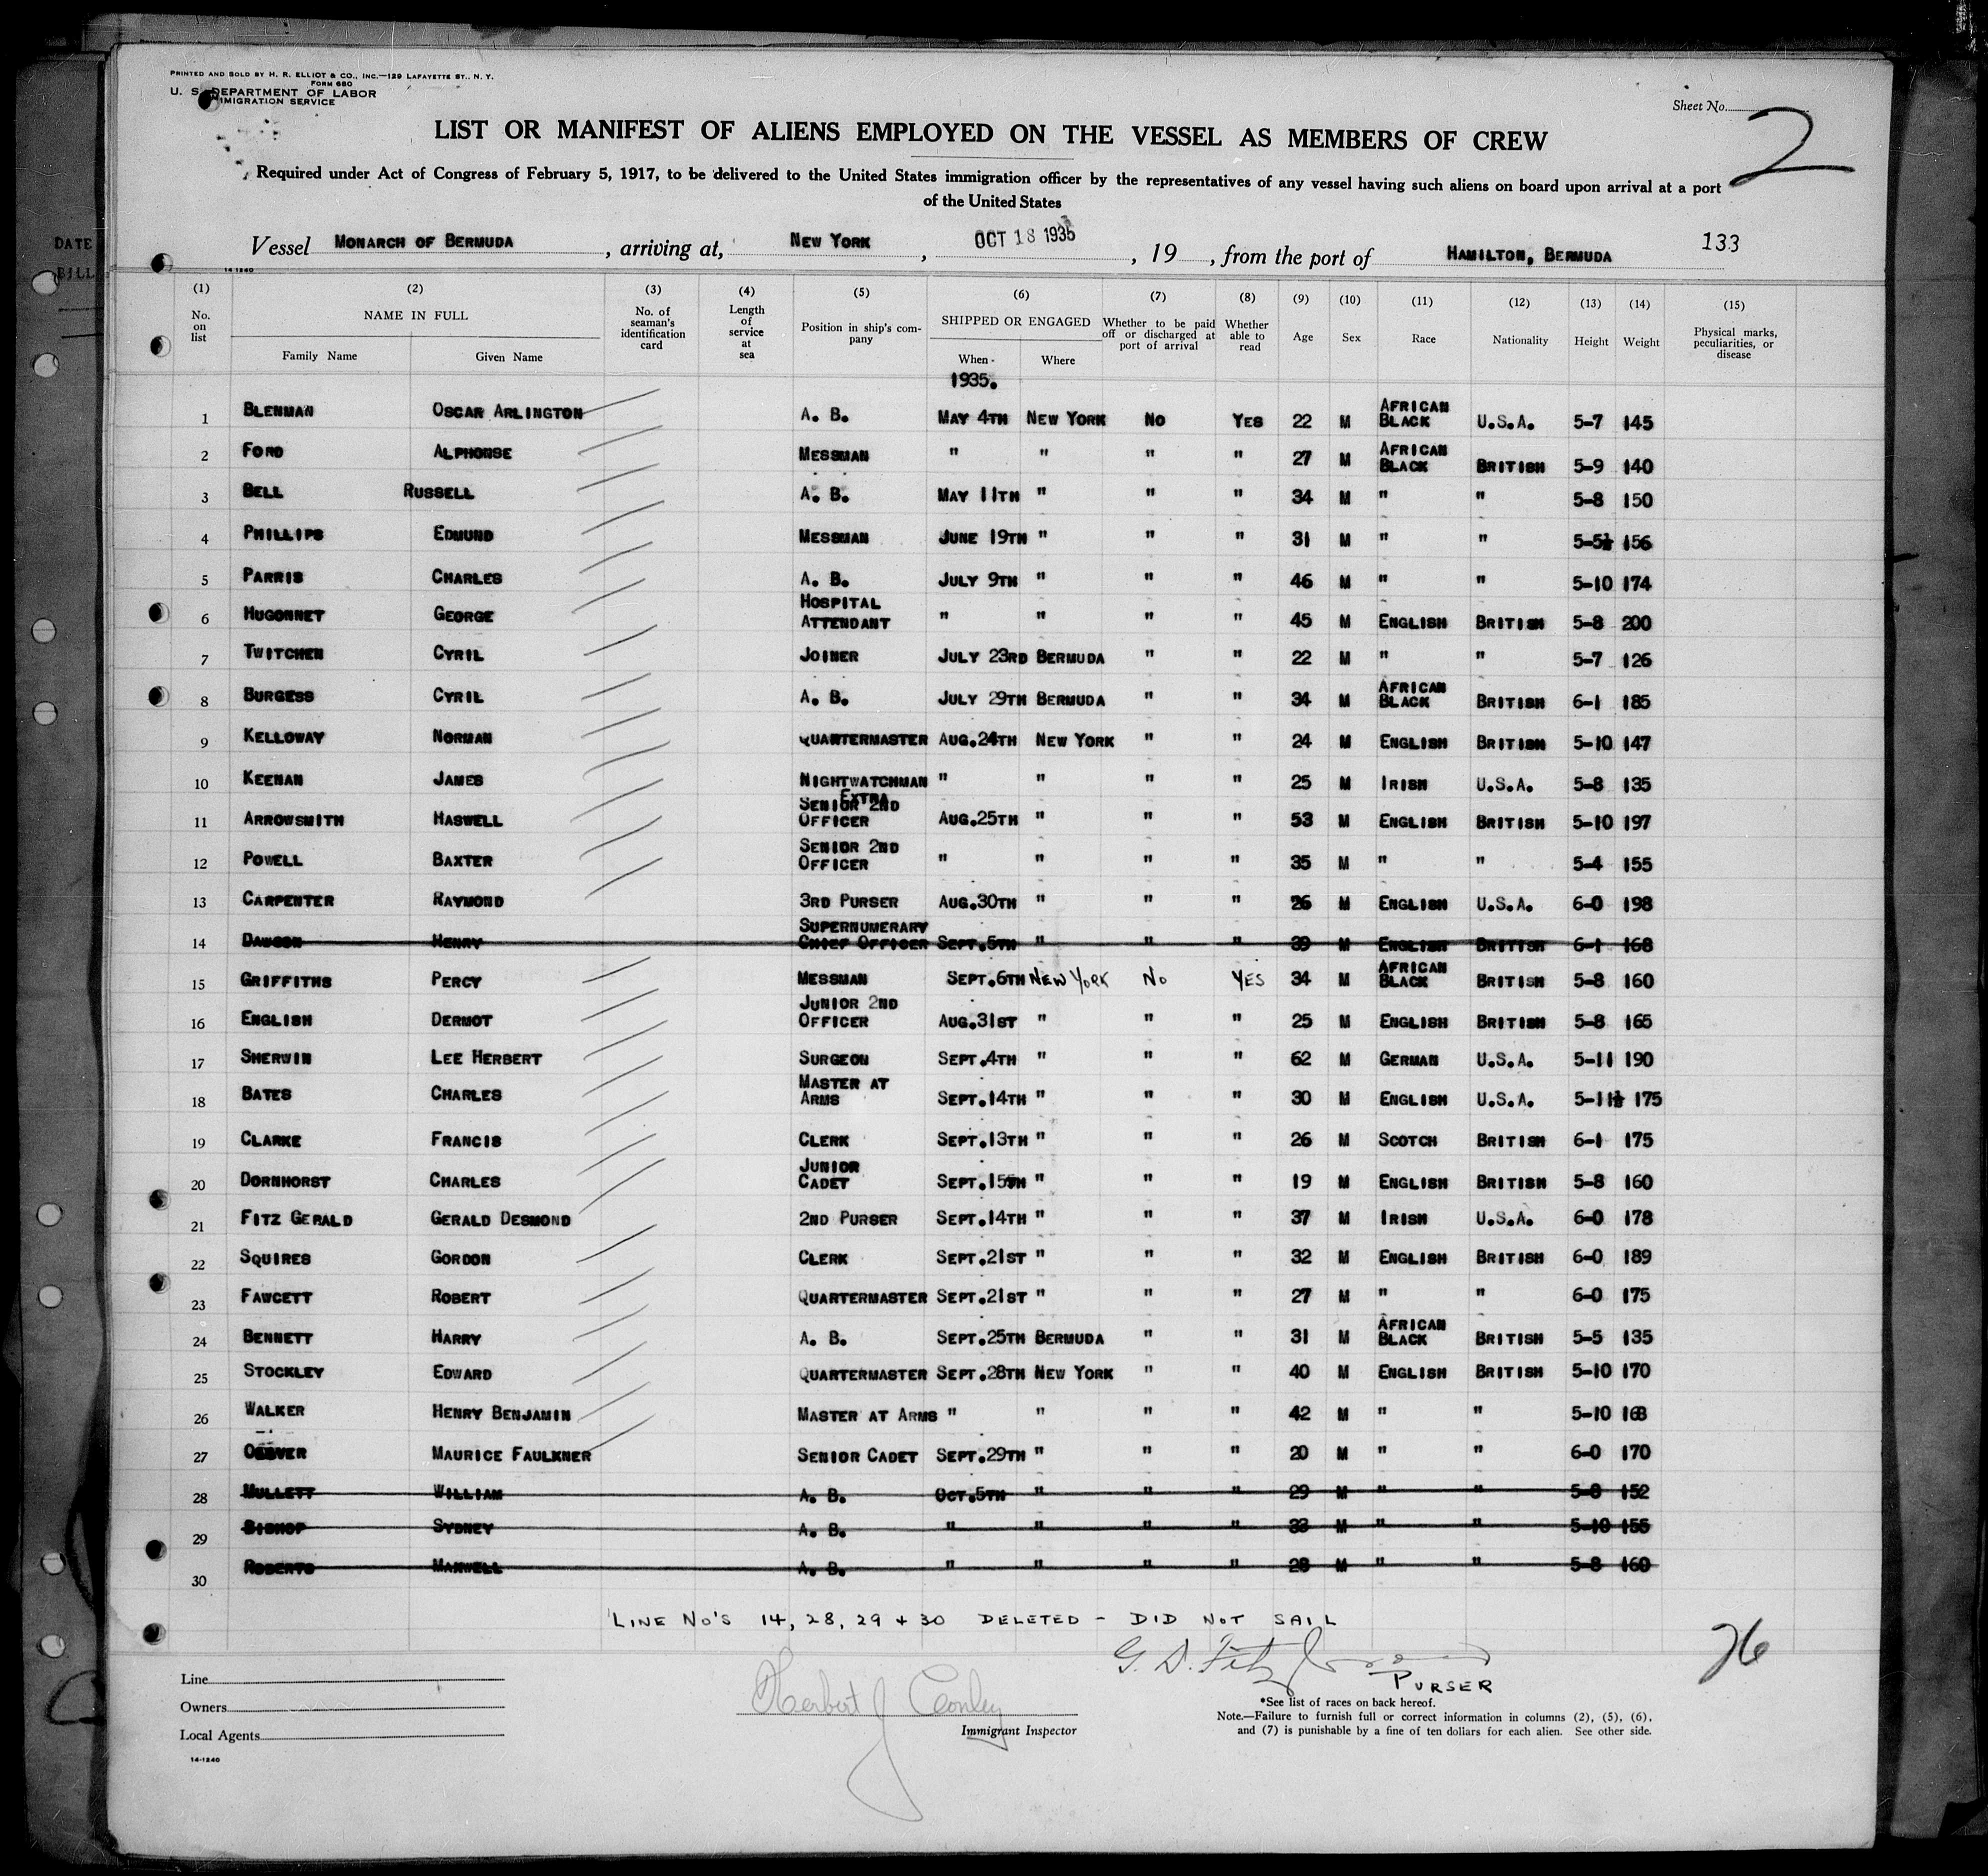 PRINTED AND SOLD BY H. R. ELLIOT & CO., INC.—129 LAFAYETTE ST., N. Y.
FORM 680
U. S. DEPARTMENT OF LABOR
IMMIGRATION SERVICE
Sheet No. 2
LIST OR MANIFEST OF ALIENS EMPLOYED ON THE VESSEL AS MEMBERS OF CREW
Required under Act of Congress of February 5, 1917, to be delivered to the United States immigration officer by the representatives of any vessel having such aliens on board upon arrival at a port
of the United States
Vessel MONARCH OF BERMUDA, arriving at, NEW YORK, OCT 18 1935, 19 , from the port of HAMILTON, BERMUDA 133
14-1240
(1) No. on list (2) NAME IN FULL Family Name Given Name (3) No. of seaman's identification card (4) Length of service at sea (5) Position in ship's company (6) SHIPPED OR ENGAGED When Where (7) Whether to be paid off or discharged at port of arrival (8) Whether able to read (9) Age (10) Sex (11) Race (12) Nationality (13) Height (14) Weight (15) Physical marks, peculiarities, or disease
1935.
1 BLENMAN OSCAR ARLINGTON A. B. MAY 4TH NEW YORK NO YES 22 M AFRICAN BLACK U.S.A. 5-7 145
2 FORD ALPHONSE MESSMAN " " " " 27 M AFRICAN BLACK BRITISH 5-9 140
3 BELL RUSSELL A. B. MAY 11TH " " " 34 M " " 5-8 150
4 PHILLIPS EDMUND MESSMAN JUNE 19TH " " " 31 M " " 5-5½ 156
5 PARRIS CHARLES A. B. JULY 9TH " " " 46 M " " 5-10 174
6 HUGONNET GEORGE HOSPITAL ATTENDANT " " " " 45 M ENGLISH BRITISH 5-8 200
7 TWITCHEN CYRIL JOINER JULY 23RD BERMUDA " " 22 M " " 5-7 126
8 BURGESS CYRIL A. B. JULY 29TH BERMUDA " " 34 M AFRICAN BLACK BRITISH 6-1 185
9 KELLOWAY NORMAN QUARTERMASTER AUG.24TH NEW YORK " " 24 M ENGLISH BRITISH 5-10 147
10 KEENAN JAMES NIGHTWATCHMAN " " " " 25 M IRISH U.S.A. 5-8 135
11 ARROWSMITH HASWELL EXTRA SENIOR 2ND OFFICER AUG.25TH " " " 53 M ENGLISH BRITISH 5-10 197
12 POWELL BAXTER SENIOR 2ND OFFICER " " " " 35 M " " 5-4 155
13 CARPENTER RAYMOND 3RD PURSER AUG.30TH " " " 26 M ENGLISH U.S.A. 6-0 198
14 DAWSON HENRY SUPERNUMERARY CHIEF OFFICER SEPT.5TH " " " 39 M ENGLISH BRITISH 6-1 168
15 GRIFFITHS PERCY MESSMAN SEPT.6TH NEW YORK NO YES 34 M AFRICAN BLACK BRITISH 5-8 160
16 ENGLISH DERMOT JUNIOR 2ND OFFICER AUG.31ST " " " 25 M ENGLISH BRITISH 5-8 165
17 SHERWIN LEE HERBERT SURGEON SEPT.4TH " " " 62 M GERMAN U.S.A. 5-11 190
18 BATES CHARLES MASTER AT ARMS SEPT.14TH " " " 30 M ENGLISH U.S.A. 5-11½ 175
19 CLARKE FRANCIS CLERK SEPT.13TH " " " 26 M SCOTCH BRITISH 6-1 175
20 DORNHORST CHARLES JUNIOR CADET SEPT.15TH " " " 19 M ENGLISH BRITISH 5-8 160
21 FITZ GERALD GERALD DESMOND 2ND PURSER SEPT.14TH " " " 37 M IRISH U.S.A. 6-0 178
22 SQUIRES GORDON CLERK SEPT.21ST " " " 32 M ENGLISH BRITISH 6-0 189
23 FAWCETT ROBERT QUARTERMASTER SEPT.21ST " " " 27 M " " 6-0 175
24 BENNETT HARRY A. B. SEPT.25TH BERMUDA " " 31 M AFRICAN BLACK BRITISH 5-5 135
25 STOCKLEY EDWARD QUARTERMASTER SEPT.28TH NEW YORK " " 40 M ENGLISH BRITISH 5-10 170
26 WALKER HENRY BENJAMIN MASTER AT ARMS " " " " 42 M " " 5-10 168
27 MAURICE FAULKNER SENIOR CADET SEPT.29TH " " " 20 M " " 6-0 170
28 MULLETT WILLIAM A. B. OCT.5TH " " " 29 M " " 5-8 152
29 BISHOP SYDNEY A. B. " " " " 33 M " " 5-10 155
30 ROBERTS MAXWELL A. B. " " " " 28 M " " 5-8 160
LINE NO'S 14, 28, 29 + 30 DELETED - DID NOT SAIL
G. D. Fitz
PURSER
26
Line
Owners
Local Agents
14-1240
Herbert J Conley
Immigrant Inspector
*See list of races on back hereof.
Note.—Failure to furnish full or correct information in columns (2), (5), (6),
and (7) is punishable by a fine of ten dollars for each alien. See other side.
DATE
BILL